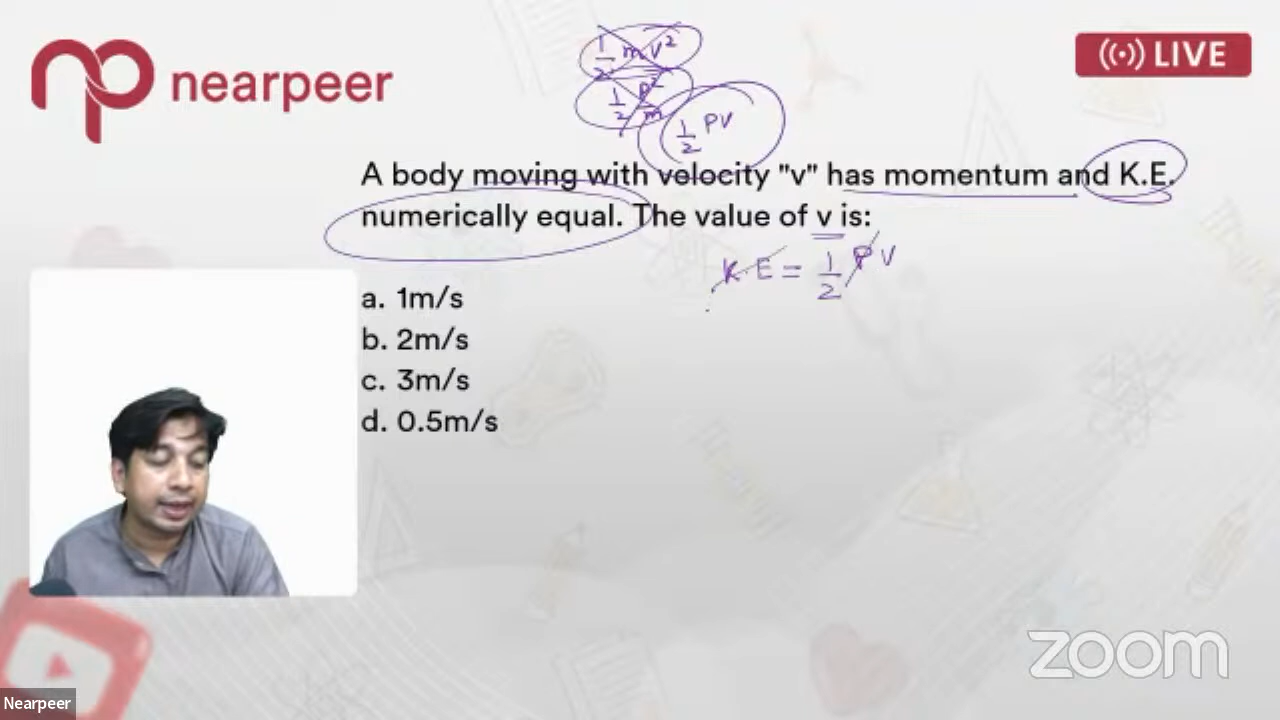 nearpeer
LIVE
1/2 mv²
1/2 P²/m
1/2 PV
A body moving with velocity "v" has momentum and K.E.
numerically equal. The value of v is:
K.E = 1/2 PV
a. 1m/s
b. 2m/s
c. 3m/s
d. 0.5m/s
zoom
Nearpeer